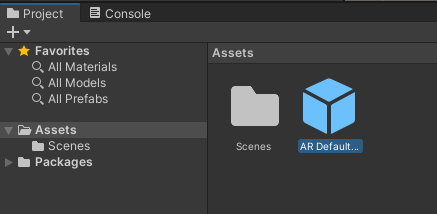 Project
Console
Favorites
All Materials
All Models
All Prefabs
Assets
Scenes
Packages
Assets
Scenes
AR Default...